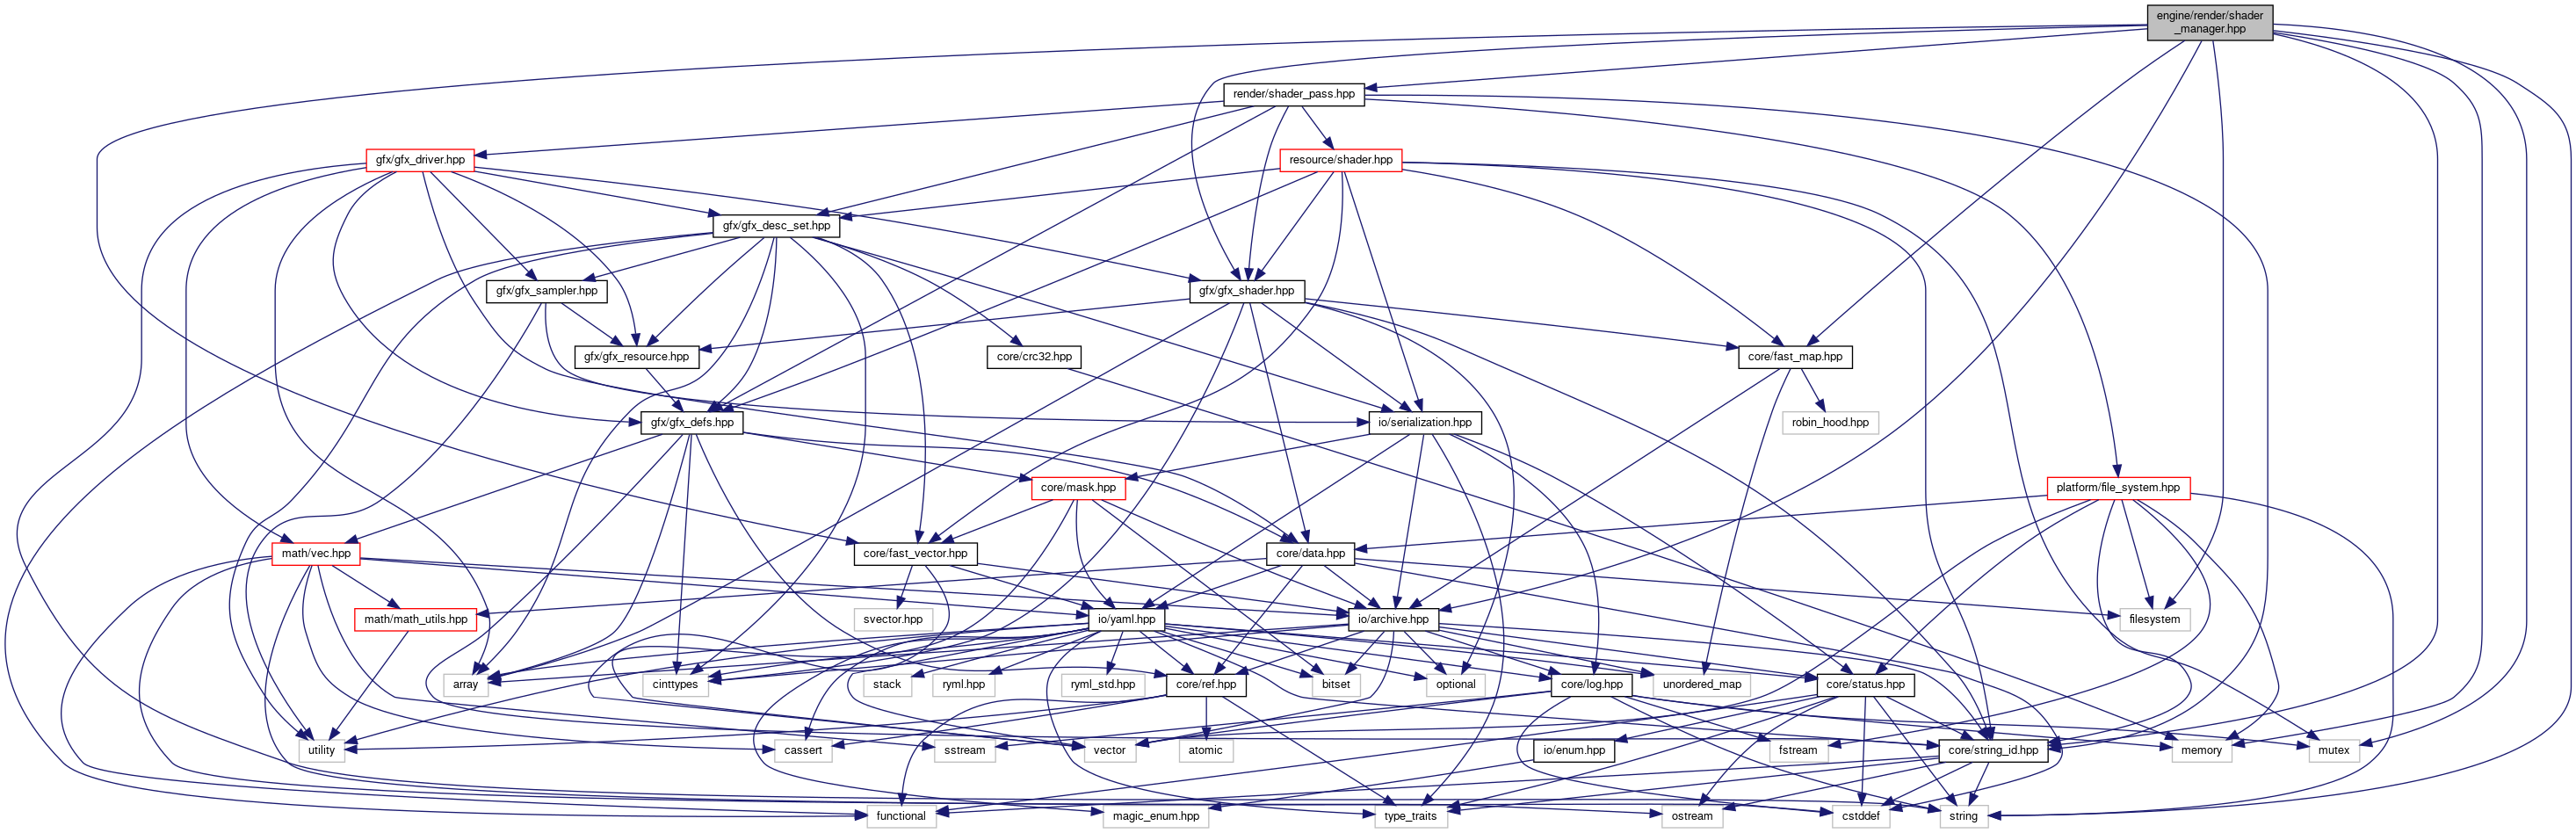 engine/render/shader
_manager.hpp
render/shader_pass.hpp
gfx/gfx_driver.hpp
resource/shader.hpp
gfx/gfx_desc_set.hpp
gfx/gfx_sampler.hpp
gfx/gfx_shader.hpp
gfx/gfx_resource.hpp
core/crc32.hpp
core/fast_map.hpp
gfx/gfx_defs.hpp
io/serialization.hpp
robin_hood.hpp
core/mask.hpp
platform/file_system.hpp
math/vec.hpp
core/fast_vector.hpp
core/data.hpp
math/math_utils.hpp
svector.hpp
io/yaml.hpp
io/archive.hpp
filesystem
array
cinttypes
stack
ryml.hpp
ryml_std.hpp
core/ref.hpp
bitset
optional
core/log.hpp
unordered_map
core/status.hpp
utility
cassert
sstream
vector
atomic
io/enum.hpp
fstream
core/string_id.hpp
memory
mutex
functional
magic_enum.hpp
type_traits
ostream
cstddef
string